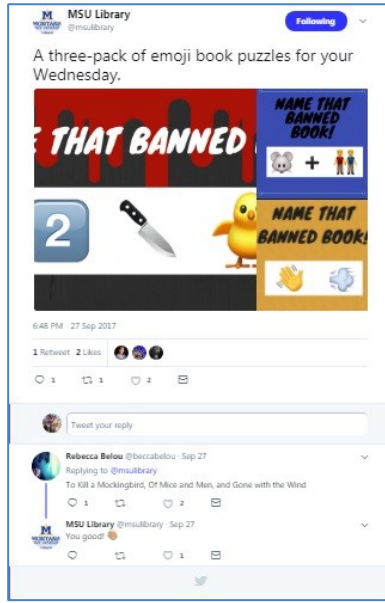 MSU Library
@msulibrary
Following
A three-pack of emoji book puzzles for your
Wednesday.
E THAT BANNED
2
NAME THAT
BANNED
BOOK!
+
NAME THAT
BANNED BOOK!
6:48 PM - 27 Sep 2017
1 Retweet 2 Likes
1 1 2
Tweet your reply
Rebecca Belou @beccabelou · Sep 27
Replying to @msulibrary
To Kill a Mockingbird, Of Mice and Men, and Gone with the Wind
1 2
MSU Library @msulibrary · Sep 27
You good!
1